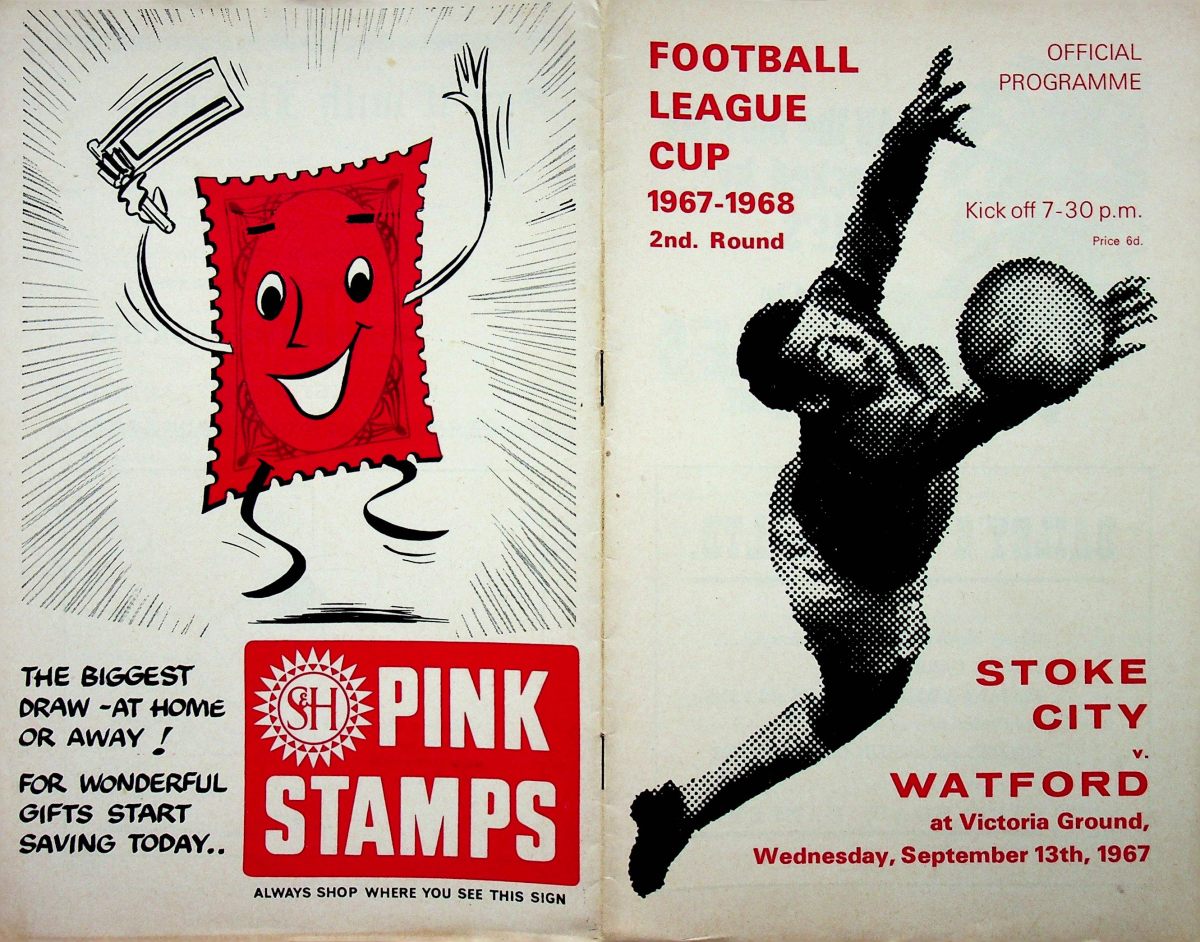 THE BIGGEST
DRAW - AT HOME
OR AWAY !
FOR WONDERFUL
GIFTS START
SAVING TODAY..
S&H
PINK
STAMPS
ALWAYS SHOP WHERE YOU SEE THIS SIGN
FOOTBALL
LEAGUE
CUP
1967-1968
2nd. Round
OFFICIAL
PROGRAMME
Kick off 7-30 p.m.
Price 6d.
STOKE
CITY
v.
WATFORD
at Victoria Ground,
Wednesday, September 13th, 1967